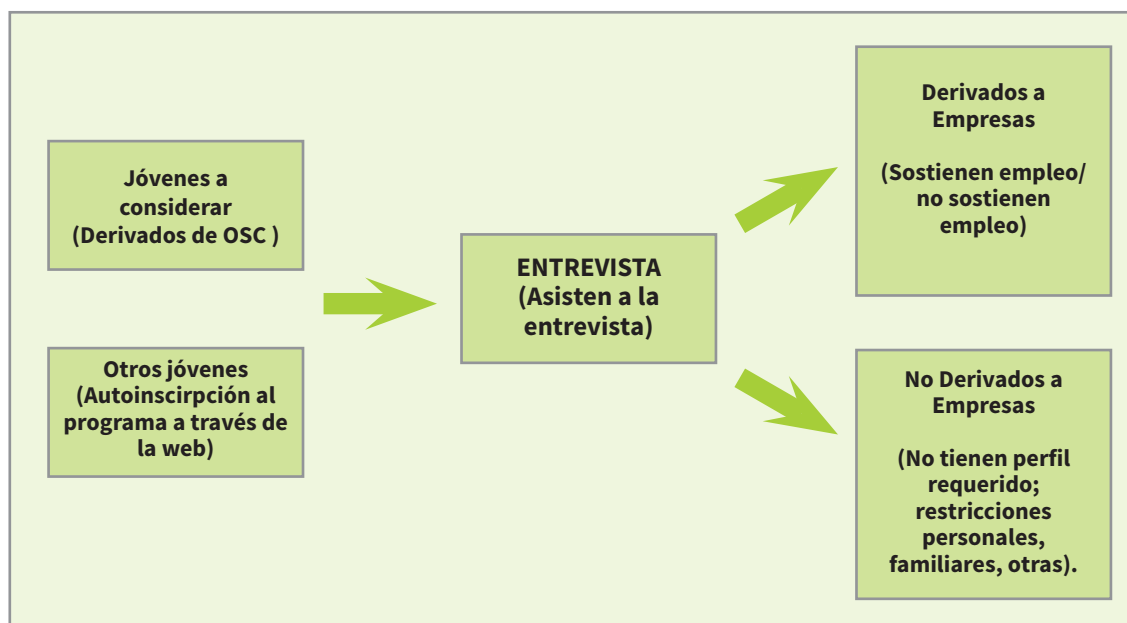 Jóvenes a
considerar
(Derivados de OSC )
Otros jóvenes
(Autoinscirpción al
programa a través de
la web)
ENTREVISTA
(Asisten a la
entrevista)
Derivados a
Empresas
(Sostienen empleo/
no sostienen
empleo)
No Derivados a
Empresas
(No tienen perfil
requerido;
restricciones
personales,
familiares, otras).